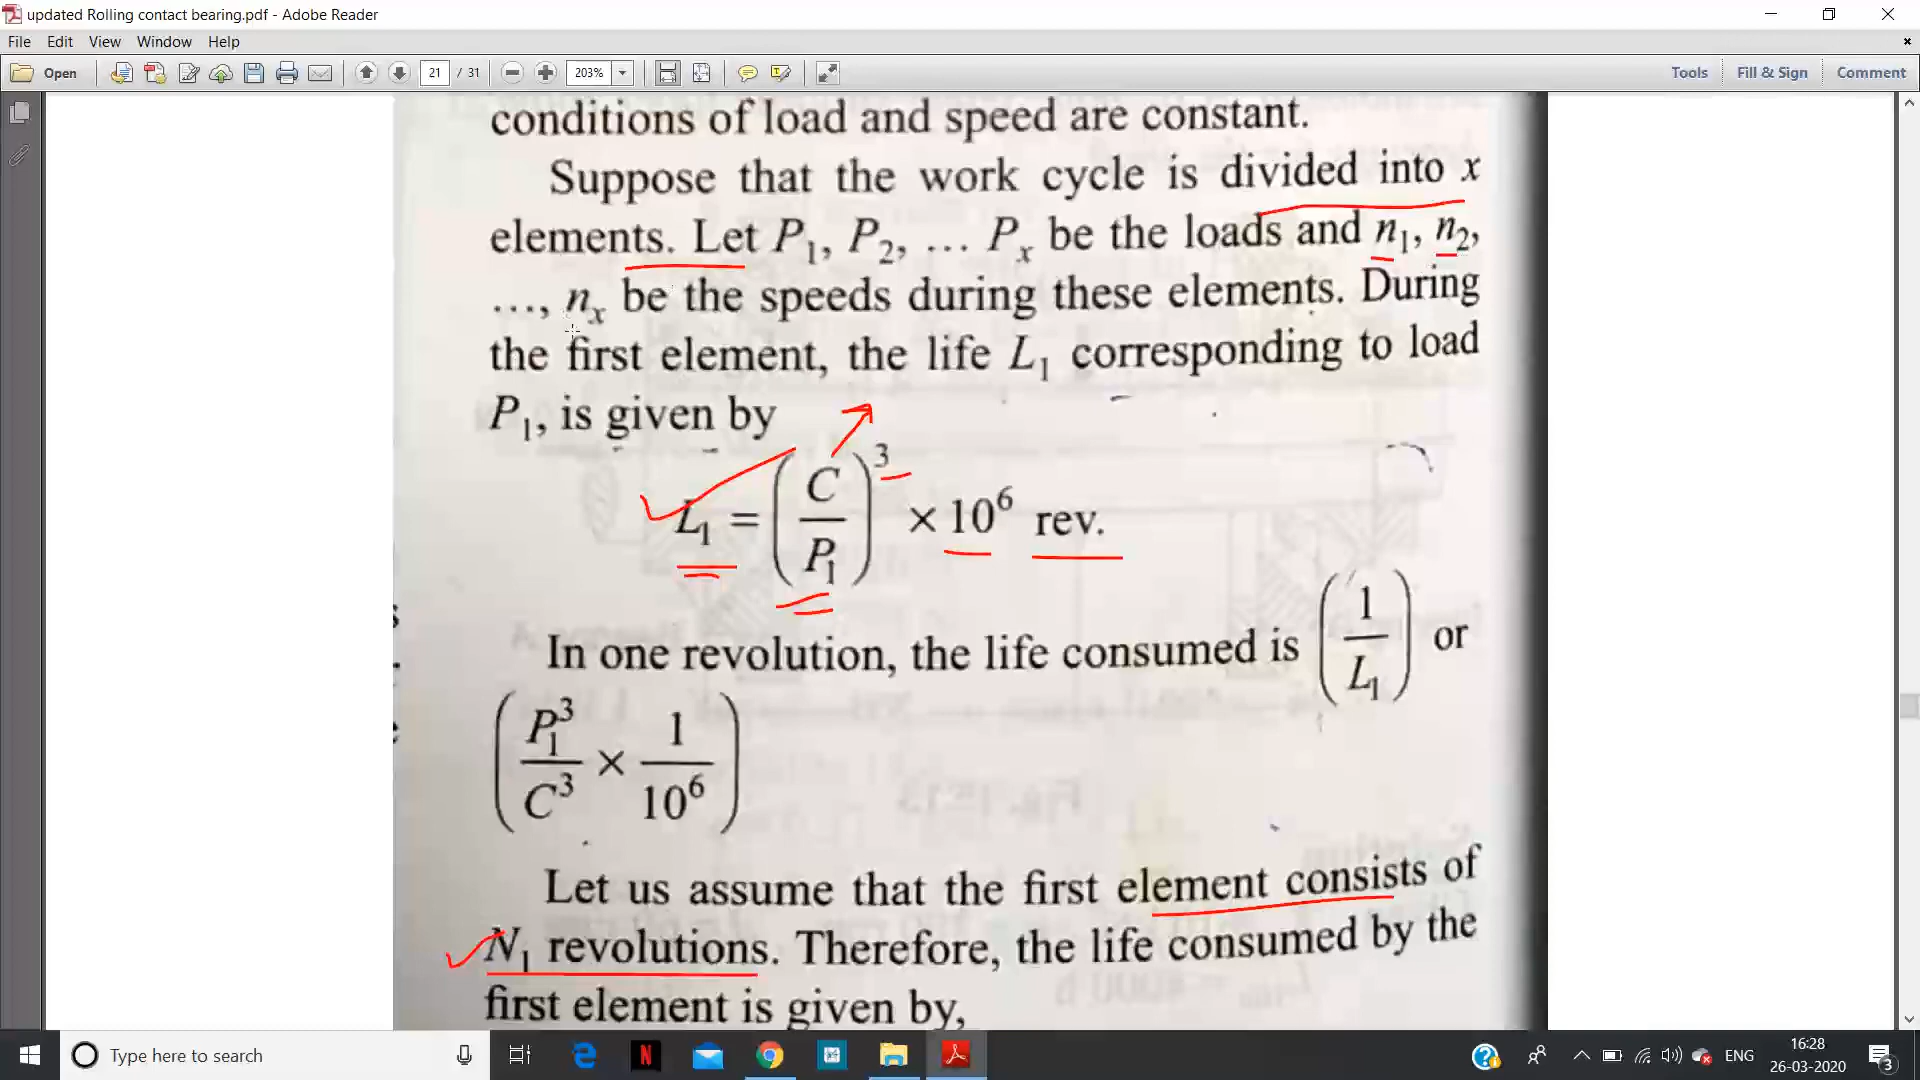 updated Rolling contact bearing.pdf - Adobe Reader
File Edit View Window Help
Open 21 / 31 203% Tools Fill & Sign Comment
conditions of load and speed are constant.
Suppose that the work cycle is divided into x
elements. Let P₁, P₂, ... Pₓ be the loads and n₁, n₂,
..., nₓ be the speeds during these elements. During
the first element, the life L₁ corresponding to load
P₁, is given by
L₁ = (C/P₁)³ × 10⁶ rev.
In one revolution, the life consumed is (1/L₁) or
(P₁³/C³ × 1/10⁶)
Let us assume that the first element consists of
N₁ revolutions. Therefore, the life consumed by the
first element is given by,
Type here to search
ENG
16:28
26-03-2020
3